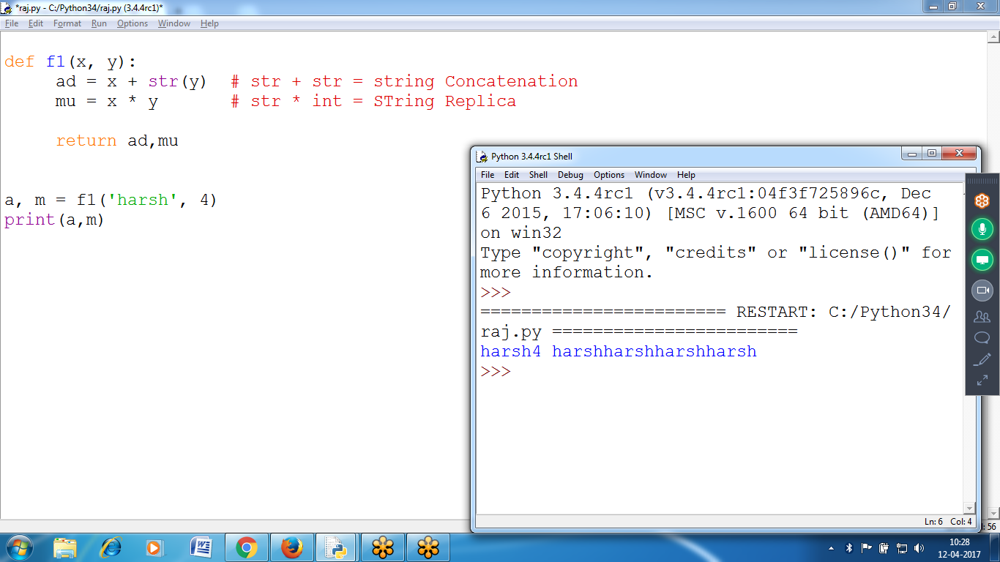 *raj.py - C:/Python34/raj.py (3.4.4rc1)*
File Edit Format Run Options Window Help
def f1(x, y):
     ad = x + str(y)  # str + str = string Concatenation
     mu = x * y       # str * int = STring Replica
     return ad,mu
a, m = f1('harsh', 4)
print(a,m)
Python 3.4.4rc1 Shell
File Edit Shell Debug Options Window Help
Python 3.4.4rc1 (v3.4.4rc1:04f3f725896c, Dec
6 2015, 17:06:10) [MSC v.1600 64 bit (AMD64)]
on win32
Type "copyright", "credits" or "license()" for
more information.
>>>
======================== RESTART: C:/Python34/
raj.py ========================
harsh4 harshharshharshharsh
>>>
Ln: 6 Col: 4
56
10:28
12-04-2017